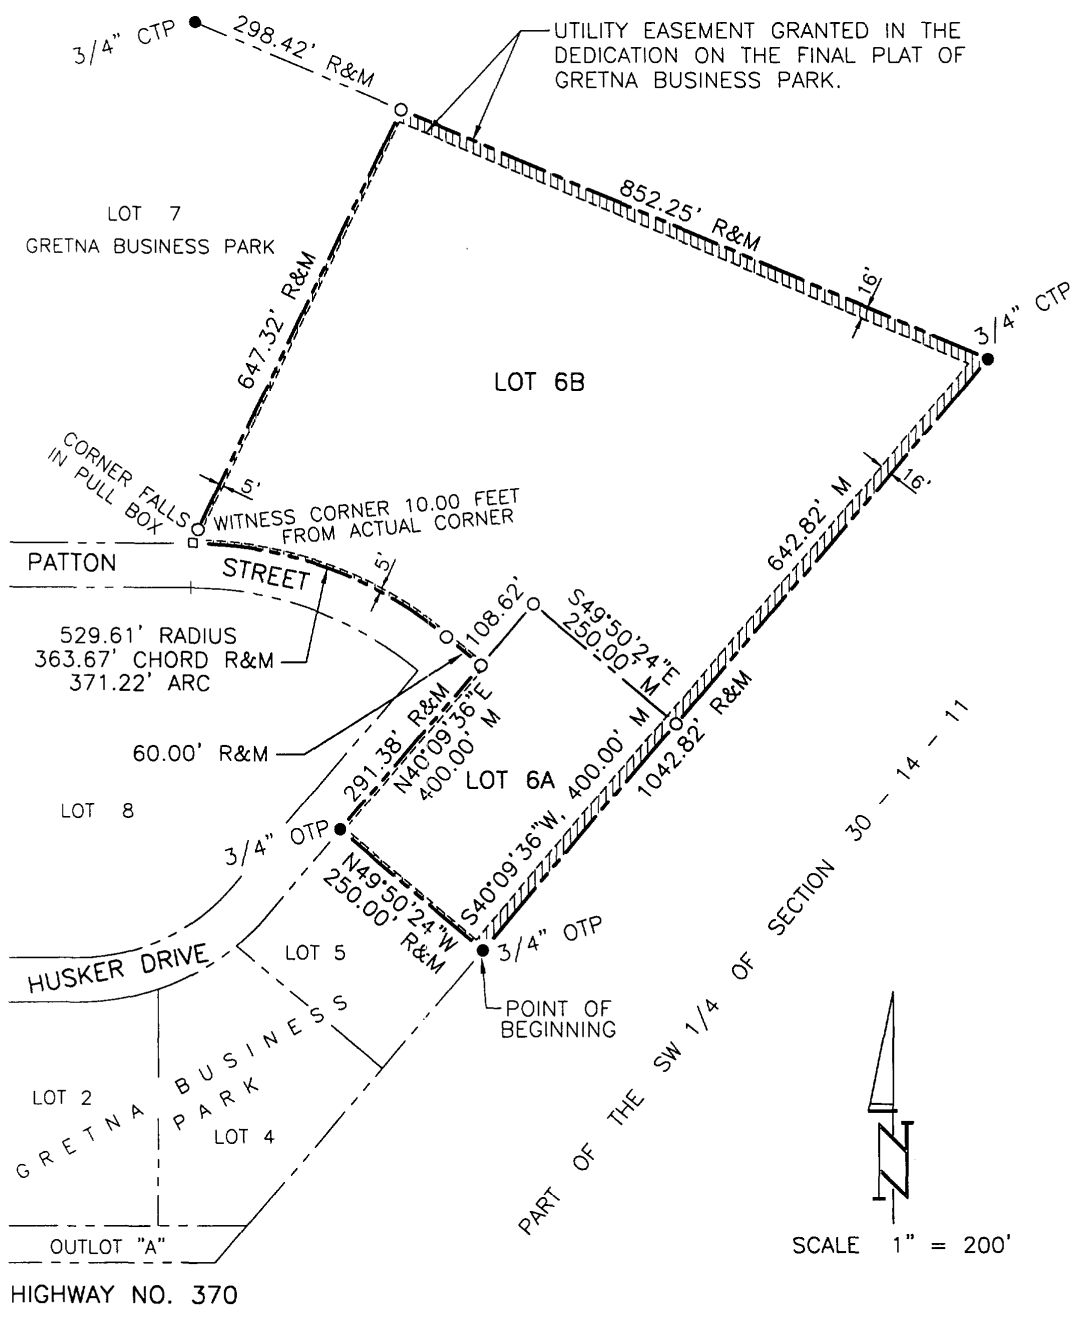 3/4" CTP
298.42' R&M
UTILITY EASEMENT GRANTED IN THE
DEDICATION ON THE FINAL PLAT OF
GRETNA BUSINESS PARK.
LOT 7
GRETNA BUSINESS PARK
852.25' R&M
16'
3/4" CTP
647.32' R&M
LOT 6B
CORNER FALLS
IN PULL BOX
5'
WITNESS CORNER 10.00 FEET
FROM ACTUAL CORNER
642.82' M
16'
PATTON STREET
5'
529.61' RADIUS
363.67' CHORD R&M
371.22' ARC
108.62'
S49°50'24"E
250.00' M
60.00' R&M
291.38' R&M
N40°09'36"E
400.00' M
LOT 6A
S40°09'36"W, 400.00' M
1042.82' R&M
LOT 8
3/4" OTP
N49°50'24"W
250.00' R&M
3/4" OTP
POINT OF
BEGINNING
HUSKER DRIVE
LOT 5
GRETNA BUSINESS
PARK
LOT 2
LOT 4
PART OF THE SW 1/4 OF SECTION 30 - 14 - 11
OUTLOT "A"
HIGHWAY NO. 370
N
SCALE 1" = 200'